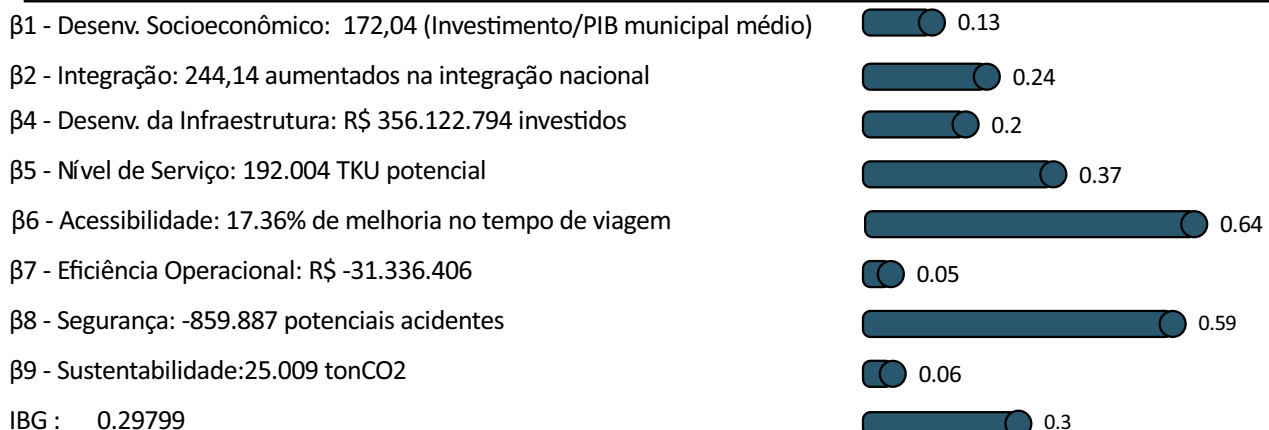 β1 - Desenv. Socioeconômico: 172,04 (Investimento/PIB municipal médio) 0.13
β2 - Integração: 244,14 aumentados na integração nacional 0.24
β4 - Desenv. da Infraestrutura: R$ 356.122.794 investidos 0.2
β5 - Nível de Serviço: 192.004 TKU potencial 0.37
β6 - Acessibilidade: 17.36% de melhoria no tempo de viagem 0.64
β7 - Eficiência Operacional: R$ -31.336.406 0.05
β8 - Segurança: -859.887 potenciais acidentes 0.59
β9 - Sustentabilidade:25.009 tonCO2 0.06
IBG : 0.29799 0.3